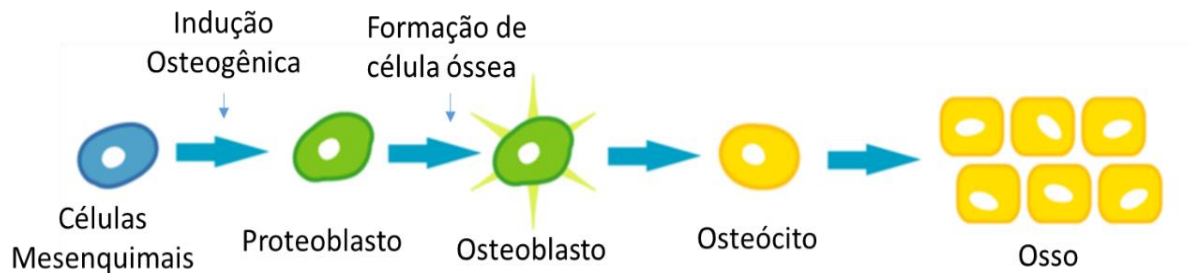 Indução
Osteogênica
Formação de
célula óssea
Células
Mesenquimais
Proteoblasto
Osteoblasto
Osteócito
Osso